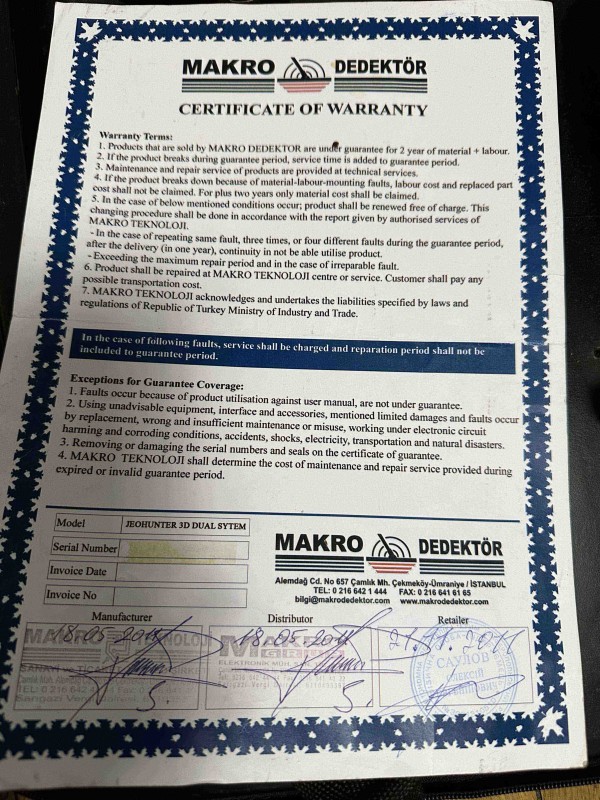 MAKRO DEDEKTÖR
CERTIFICATE OF WARRANTY
Warranty Terms:
1. Products that are sold by MAKRO DEDEKTOR are under guarantee for 2 year of material + labour.
2. If the product breaks during guarantee period, service time is added to guarantee period.
3. Maintenance and repair service of products are provided at technical services.
4. If the products break down because of material-labour-mounting faults, labour cost and replaced part
cost shall not be claimed. For plus two years only material cost shall be claimed.
5. In the case of below mentioned conditions occur; product shall be renewed free of charge. This
changing procedure shall be done in accordance with the report given by authorised services of
MAKRO TEKNOLOJI.
- In the case of repeating same fault, three times, or four different faults during the guarantee period,
after the delivery (in one year), continuity in not be able utilise product.
- Exceeding the maximum repair period and in the case of irreparable fault.
6. Product shall be repaired at MAKRO TEKNOLOJI centre or service. Customer shall pay any
possible transportation cost.
7. MAKRO TEKNOLOJI acknowledges and undertakes the liabilities specified by laws and
regulations of Republic of Turkey Ministry of Industry and Trade.
In the case of following faults, service shall be charged and reparation period shall not be
included to guarantee period.
Exceptions for Guarantee Coverage:
1. Faults occur because of product utilisation against user manual, are not under guarantee.
2. Using unadvisable equipment, interface and accessories, mentioned limited damages and faults occur
by replacement, wrong and insufficient maintenance or misuse, working under electronic circuit
harming and corroding conditions, accidents, shocks, electricity, transportation and natural disasters.
3. Removing or damaging the serial numbers and seals on the certificate of guarantee.
4. MAKRO TEKNOLOJI shall determine the cost of maintenance and repair service provided during
expired or invalid guarantee period.
Model JEOHUNTER 3D DUAL SYTEM
Serial Number
Invoice Date
Invoice No
MAKRO DEDEKTÖR
Alemdağ Cd. No 657 Çamlık Mh. Çekmeköy-Ümraniye / İSTANBUL
TEL: 0 216 642 1 444 FAX: 0 216 641 61 65
bilgi@makrodedektor.com www.makrodedektor.com
Manufacturer Distributor Retailer
18.05.2011 18.05.2011 21.11.2011
MAKRO TEKNOLOJI
САУЛОВ